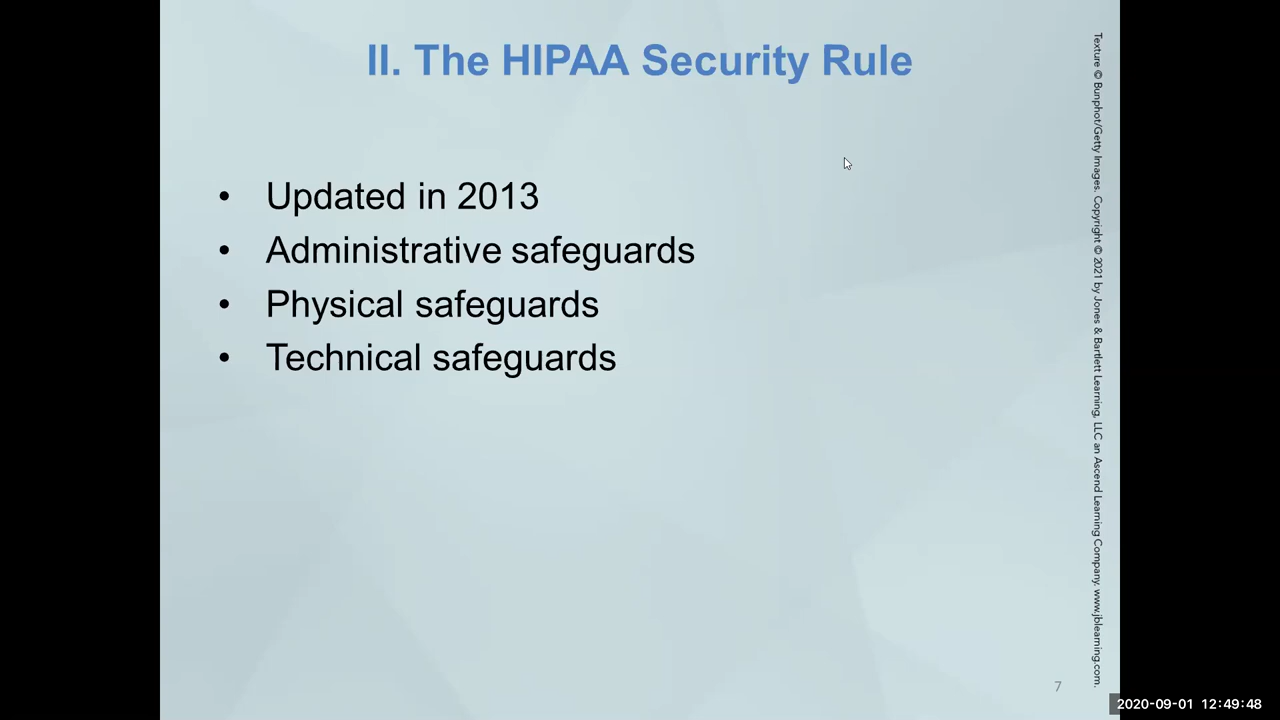 II. The HIPAA Security Rule
• Updated in 2013
• Administrative safeguards
• Physical safeguards
• Technical safeguards
Texture © Bunphot/Getty Images. Copyright © 2021 by Jones & Bartlett Learning, LLC an Ascend Learning Company. www.jblearning.com.
7
2020-09-01 12:49:48